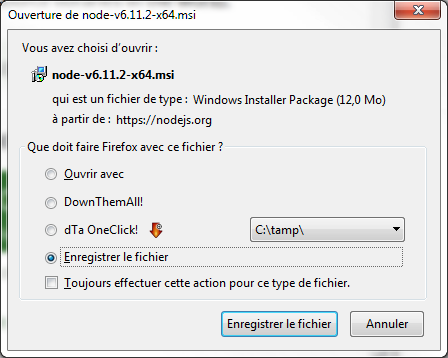 Ouverture de node-v6.11.2-x64.msi
Vous avez choisi d'ouvrir :
node-v6.11.2-x64.msi
qui est un fichier de type : Windows Installer Package (12,0 Mo)
à partir de : https://nodejs.org
Que doit faire Firefox avec ce fichier ?
Ouvrir avec
DownThemAll!
dTa OneClick! C:\tamp\
Enregistrer le fichier
Toujours effectuer cette action pour ce type de fichier.
Enregistrer le fichier Annuler